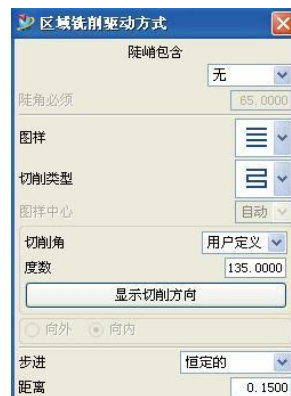 区域铣削驱动方式
陡峭包含
无
陡角必须 65.0000
图样
切削类型
图样中心 自动
切削角 用户定义
度数 135.0000
显示切削方向
向外 向内
步进 恒定的
距离 0.1500